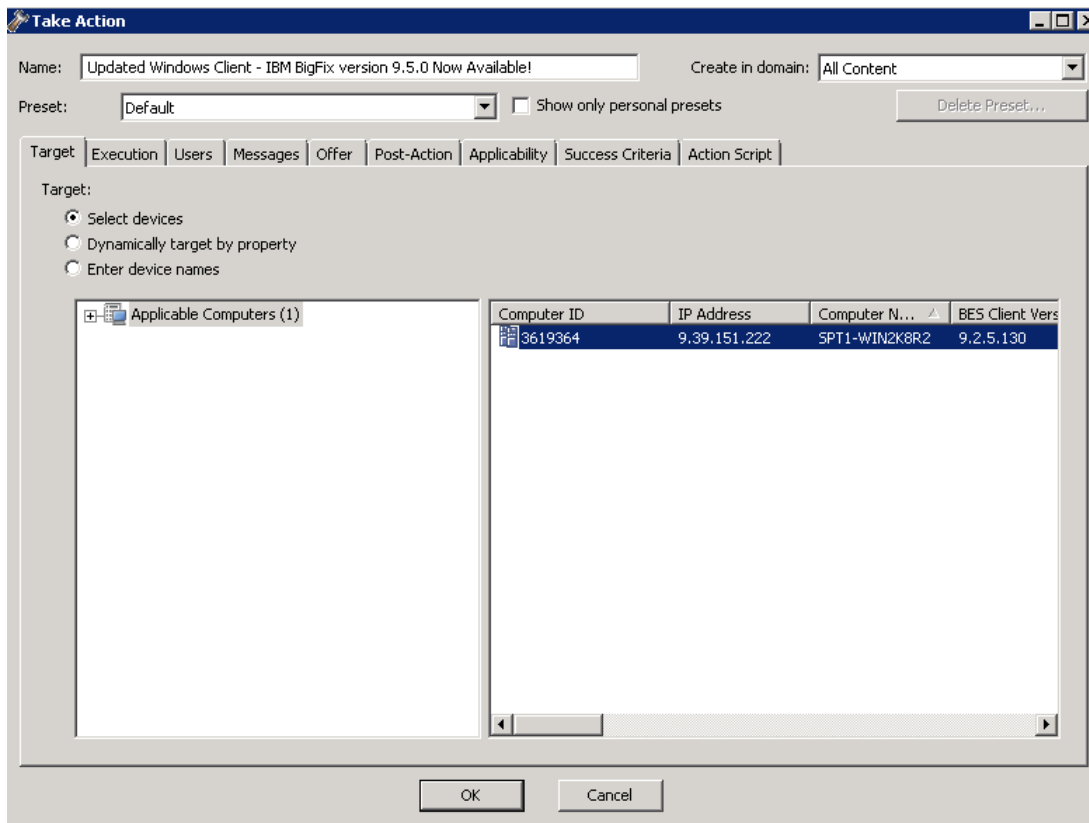 Take Action
Name: Updated Windows Client - IBM BigFix version 9.5.0 Now Available! Create in domain: All Content
Preset: Default Show only personal presets Delete Preset...
Target Execution Users Messages Offer Post-Action Applicability Success Criteria Action Script
Target:
Select devices
Dynamically target by property
Enter device names
Applicable Computers (1)
Computer ID IP Address Computer N... BES Client Vers
3619364 9.39.151.222 SPT1-WIN2K8R2 9.2.5.130
OK Cancel